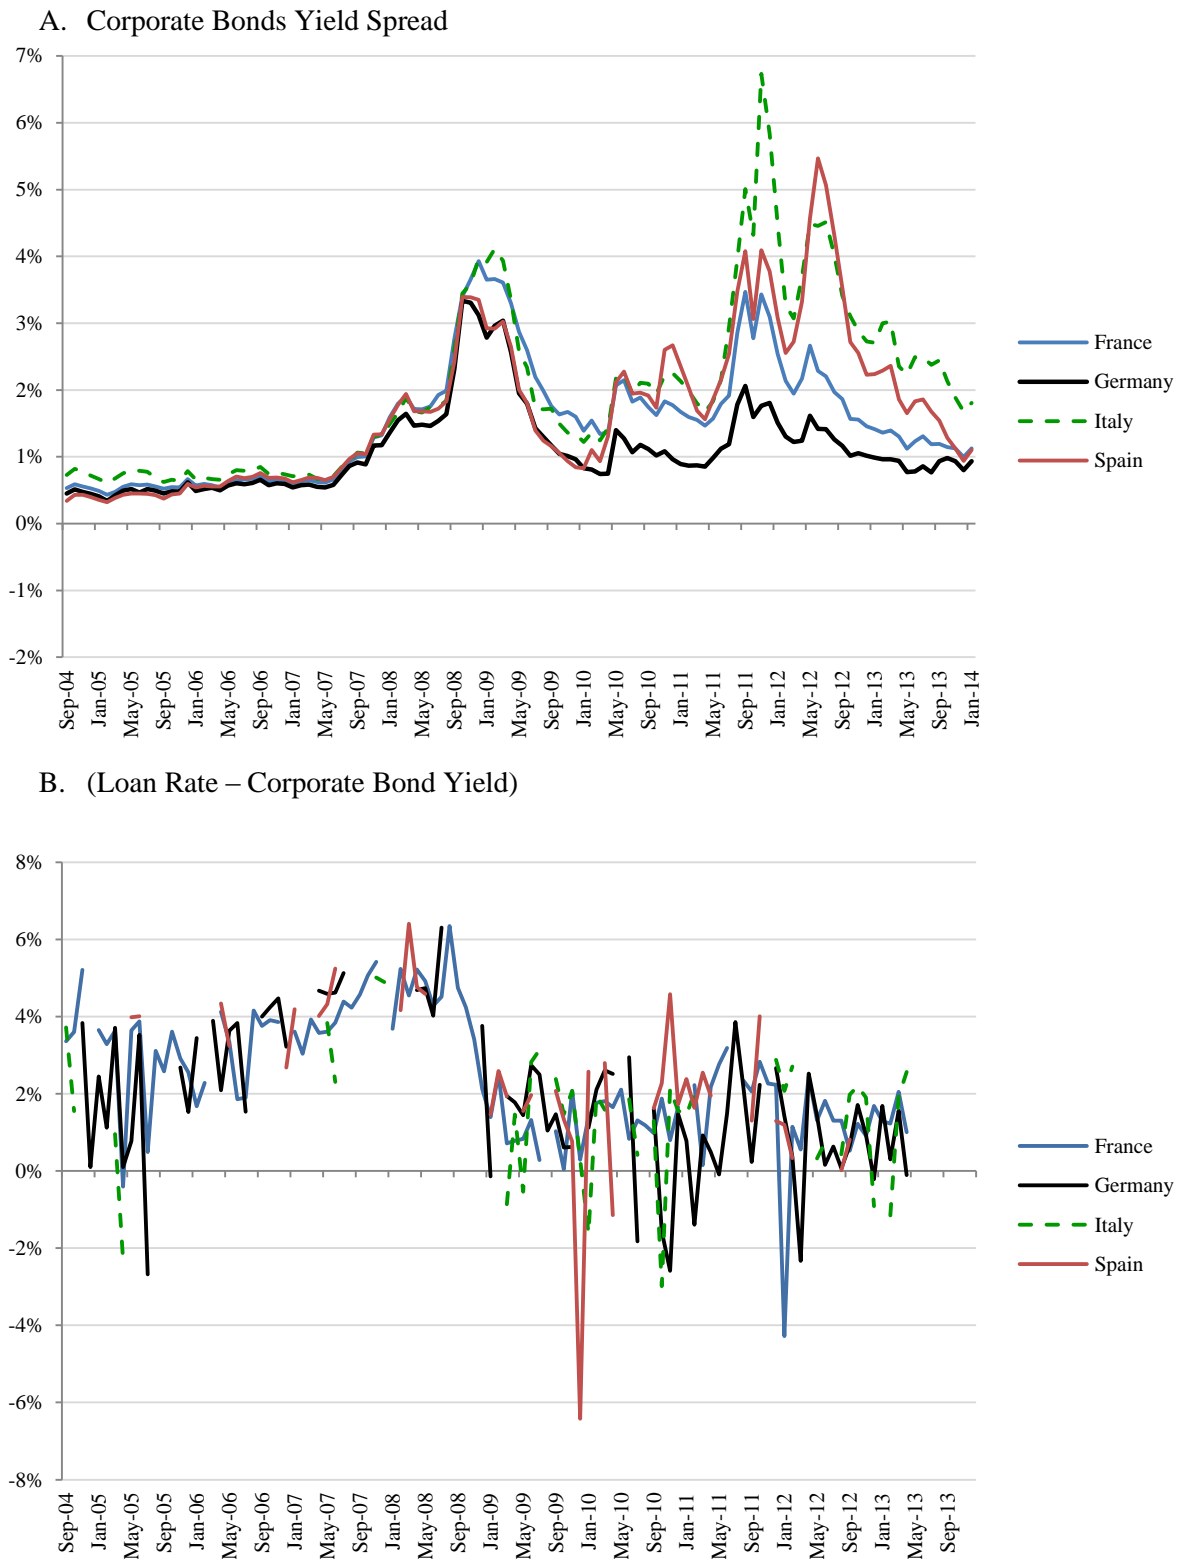 A. Corporate Bonds Yield Spread
7%
6%
5%
4%
3%
2%
1%
0%
-1%
-2%
Sep-04
Jan-05
May-05
Sep-05
Jan-06
May-06
Sep-06
Jan-07
May-07
Sep-07
Jan-08
May-08
Sep-08
Jan-09
May-09
Sep-09
Jan-10
May-10
Sep-10
Jan-11
May-11
Sep-11
Jan-12
May-12
Sep-12
Jan-13
May-13
Sep-13
Jan-14
France
Germany
Italy
Spain
B. (Loan Rate – Corporate Bond Yield)
8%
6%
4%
2%
0%
-2%
-4%
-6%
-8%
Sep-04
Jan-05
May-05
Sep-05
Jan-06
May-06
Sep-06
Jan-07
May-07
Sep-07
Jan-08
May-08
Sep-08
Jan-09
May-09
Sep-09
Jan-10
May-10
Sep-10
Jan-11
May-11
Sep-11
Jan-12
May-12
Sep-12
Jan-13
May-13
Sep-13
France
Germany
Italy
Spain